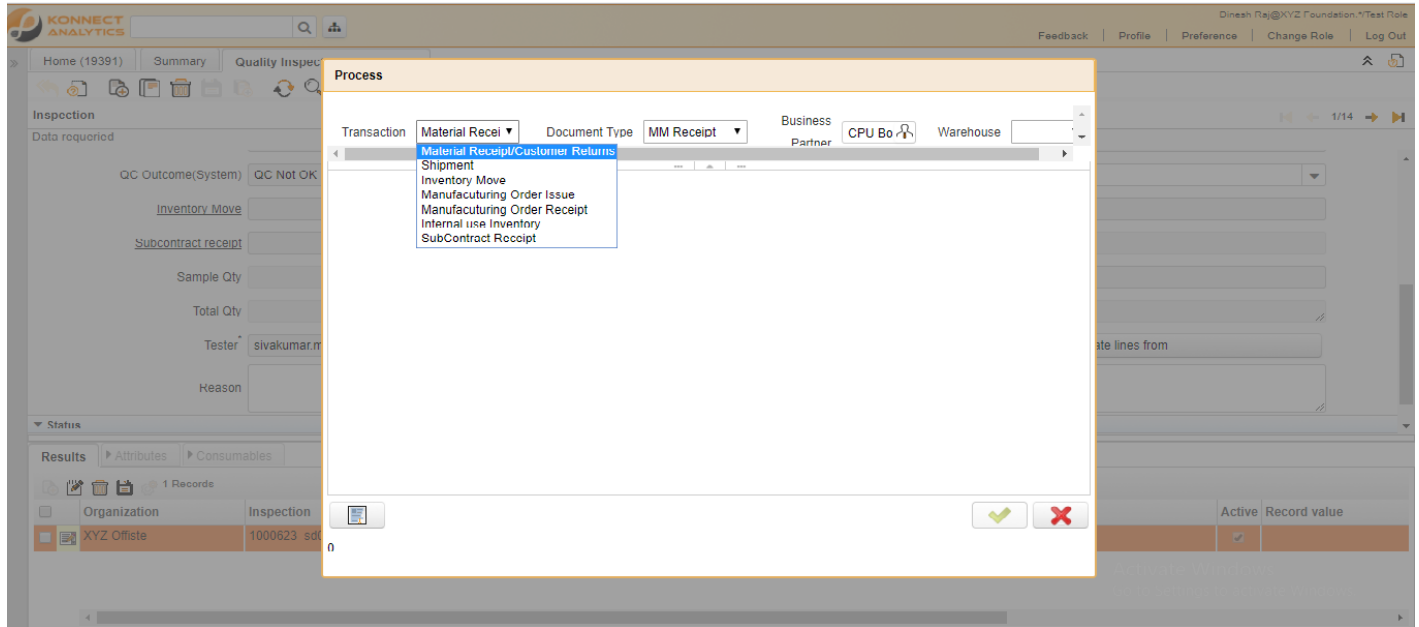 Dinesh Raj@XYZ Foundation.*/Test Role
KONNECT
ANALYTICS
Feedback | Profile | Preference | Change Role | Log Out
Home (19391) Summary Quality Inspec
Process
Inspection
1/14
Data requeried
Transaction Material Recei Document Type MM Receipt Business Partner CPU Bo Warehouse
Material Receipt/Customer Returns
Shipment
Inventory Move
Manufacuturing Order Issue
Manufacuturing Order Receipt
Internal use Inventory
SubContract Receipt
QC Outcome(System) QC Not OK
Inventory Move
Subcontract receipt
Sample Qty
Total Qty
Tester* sivakumar.m
ate lines from
Reason
Status
Results Attributes Consumables
1 Records
Organization Inspection Active Record value
XYZ Offiste 1000623
0
Activate Windows